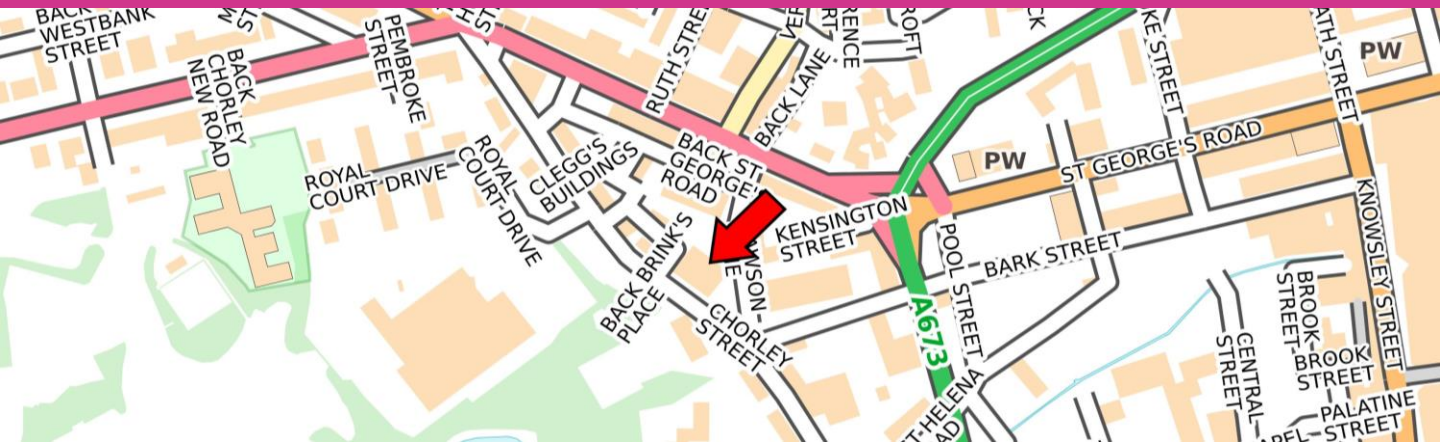 BACK
WESTBANK
STREET
PEMBROKE
STREET
BACK
CHORLEY
NEW ROAD
ROYAL
COURT DRIVE
ROYAL
COURT DRIVE
CLEGG'S
BUILDINGS
RUTH STREE
BACK LANE
BACK ST
GEORGE'
ROAD
KENSINGTON
STREET
BACK BRINK'S
PLACE
CHORLEY
STREET
BARK STREET
POOL STREET
A673
PW
ST GEORGE'S ROAD
PW
KNOWSLEY STREET
CENTRAL
STREET
BROOK
STREET
BROOK
STREET
PALATINE
STREET